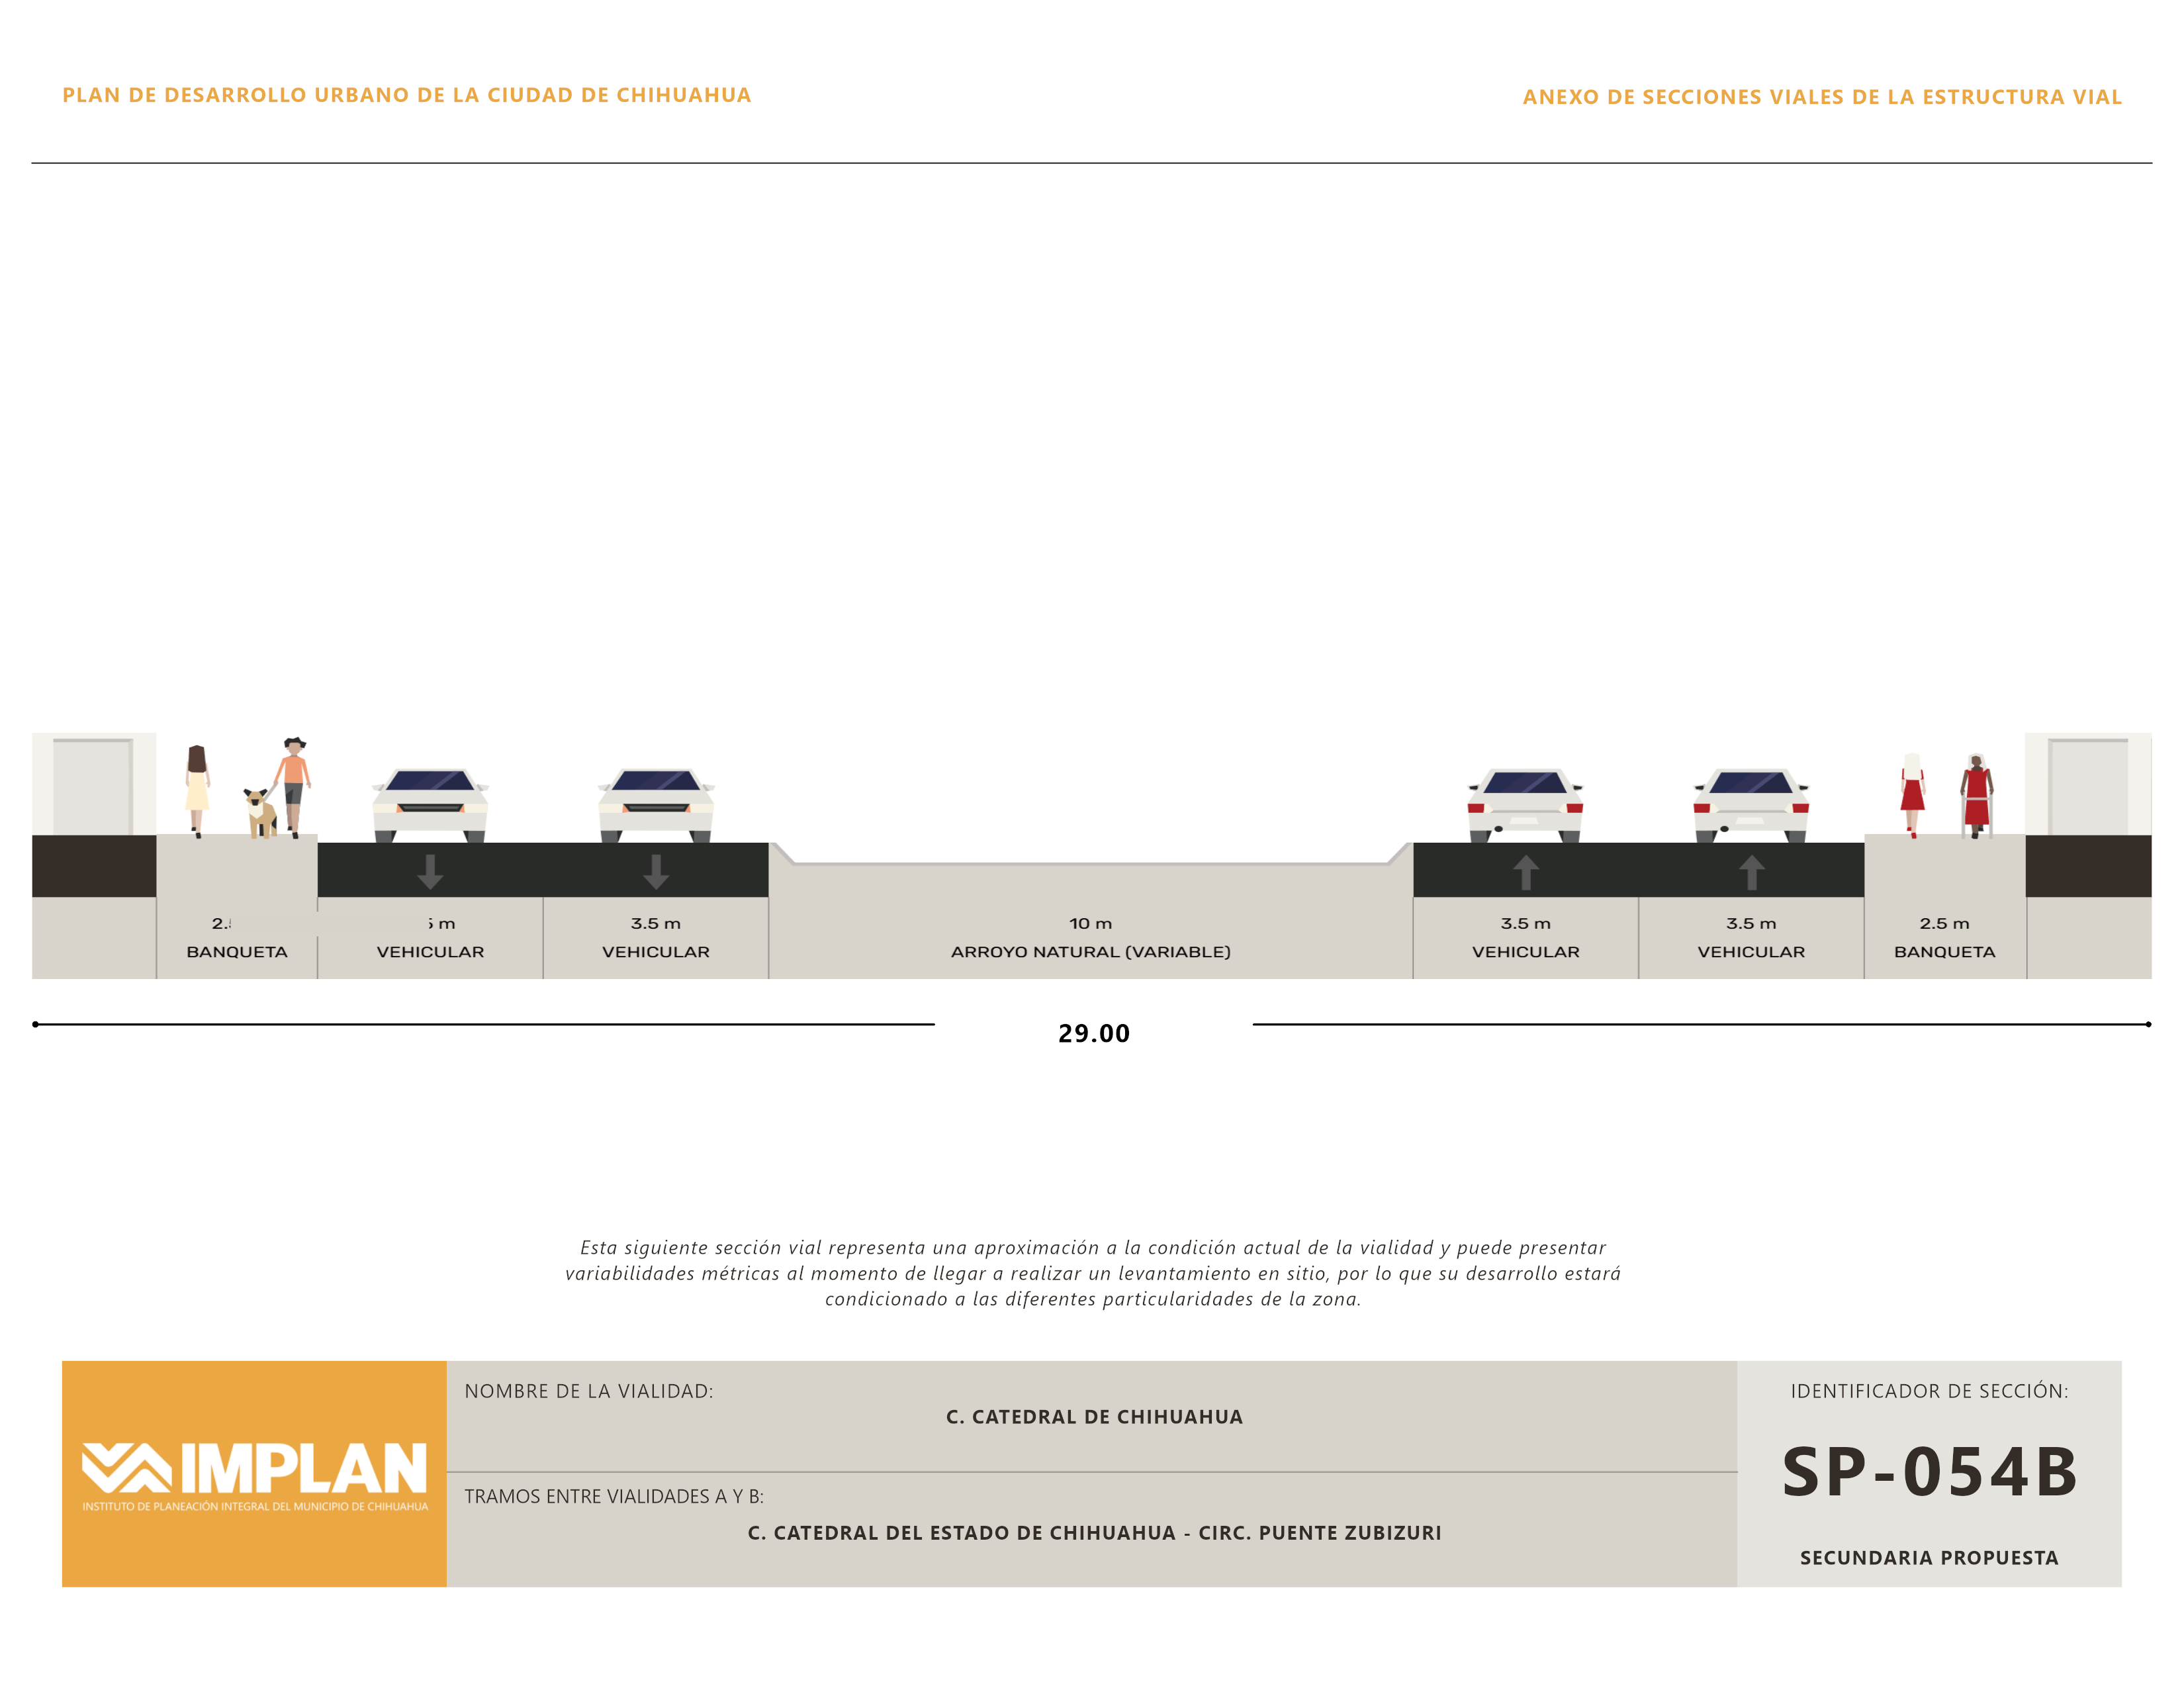 PLAN DE DESARROLLO URBANO DE LA CIUDAD DE CHIHUAHUA
ANEXO DE SECCIONES VIALES DE LA ESTRUCTURA VIAL
m 3.5 m 10 m 3.5 m 3.5 m 2.5 m
BANQUETA VEHICULAR VEHICULAR ARROYO NATURAL (VARIABLE) VEHICULAR VEHICULAR BANQUETA
29.00
Esta siguiente sección vial representa una aproximación a la condición actual de la vialidad y puede presentar
variabilidades métricas al momento de llegar a realizar un levantamiento en sitio, por lo que su desarrollo estará
condicionado a las diferentes particularidades de la zona.
IMPLAN
INSTITUTO DE PLANEACIÓN INTEGRAL DEL MUNICIPIO DE CHIHUAHUA
NOMBRE DE LA VIALIDAD:
C. CATEDRAL DE CHIHUAHUA
TRAMOS ENTRE VIALIDADES A Y B:
C. CATEDRAL DEL ESTADO DE CHIHUAHUA - CIRC. PUENTE ZUBIZURI
IDENTIFICADOR DE SECCIÓN:
SP-054B
SECUNDARIA PROPUESTA